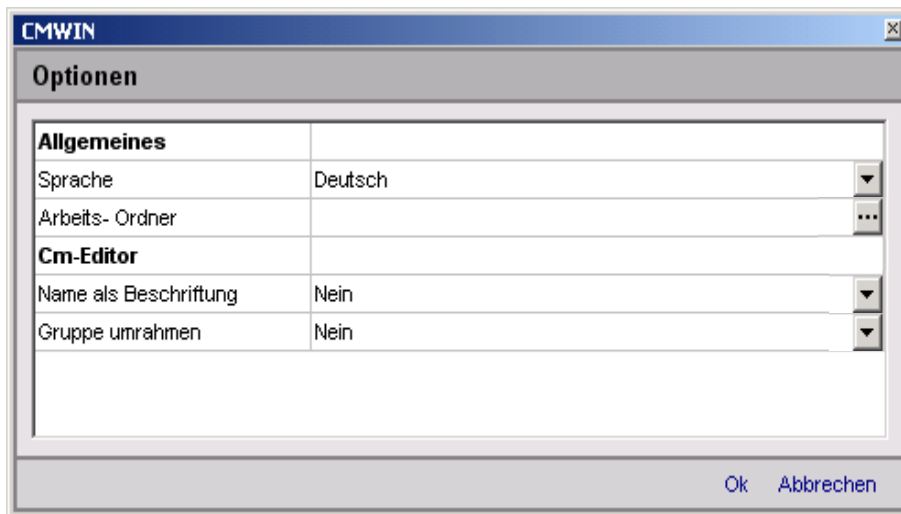 CMWIN
Optionen
Allgemeines
Sprache Deutsch
Arbeits- Ordner
Cm-Editor
Name als Beschriftung Nein
Gruppe umrahmen Nein
Ok Abbrechen